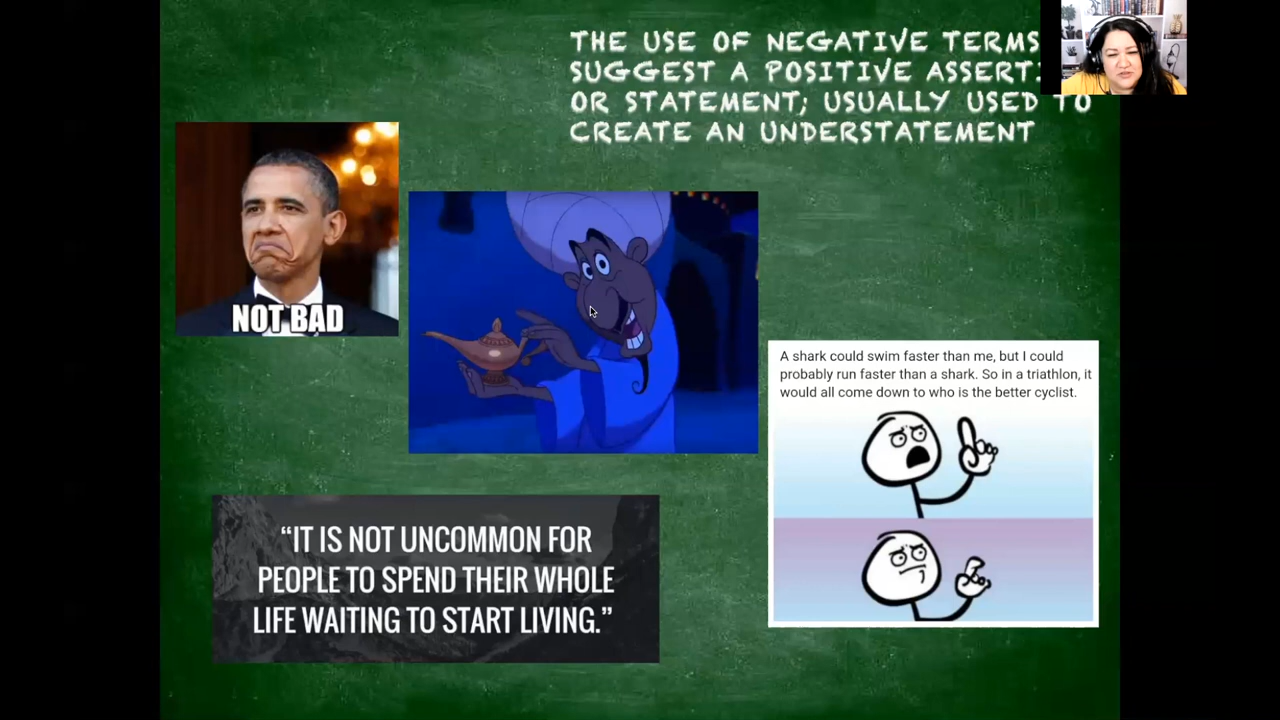 THE USE OF NEGATIVE TERMS
SUGGEST A POSITIVE
OR STATEMENT; USUALLY USED TO
CREATE AN UNDERSTATEMENT
NOT BAD
A shark could swim faster than me, but I could
probably run faster than a shark. So in a triathlon, it
would all come down to who is the better cyclist.
“IT IS NOT UNCOMMON FOR
PEOPLE TO SPEND THEIR WHOLE
LIFE WAITING TO START LIVING.”